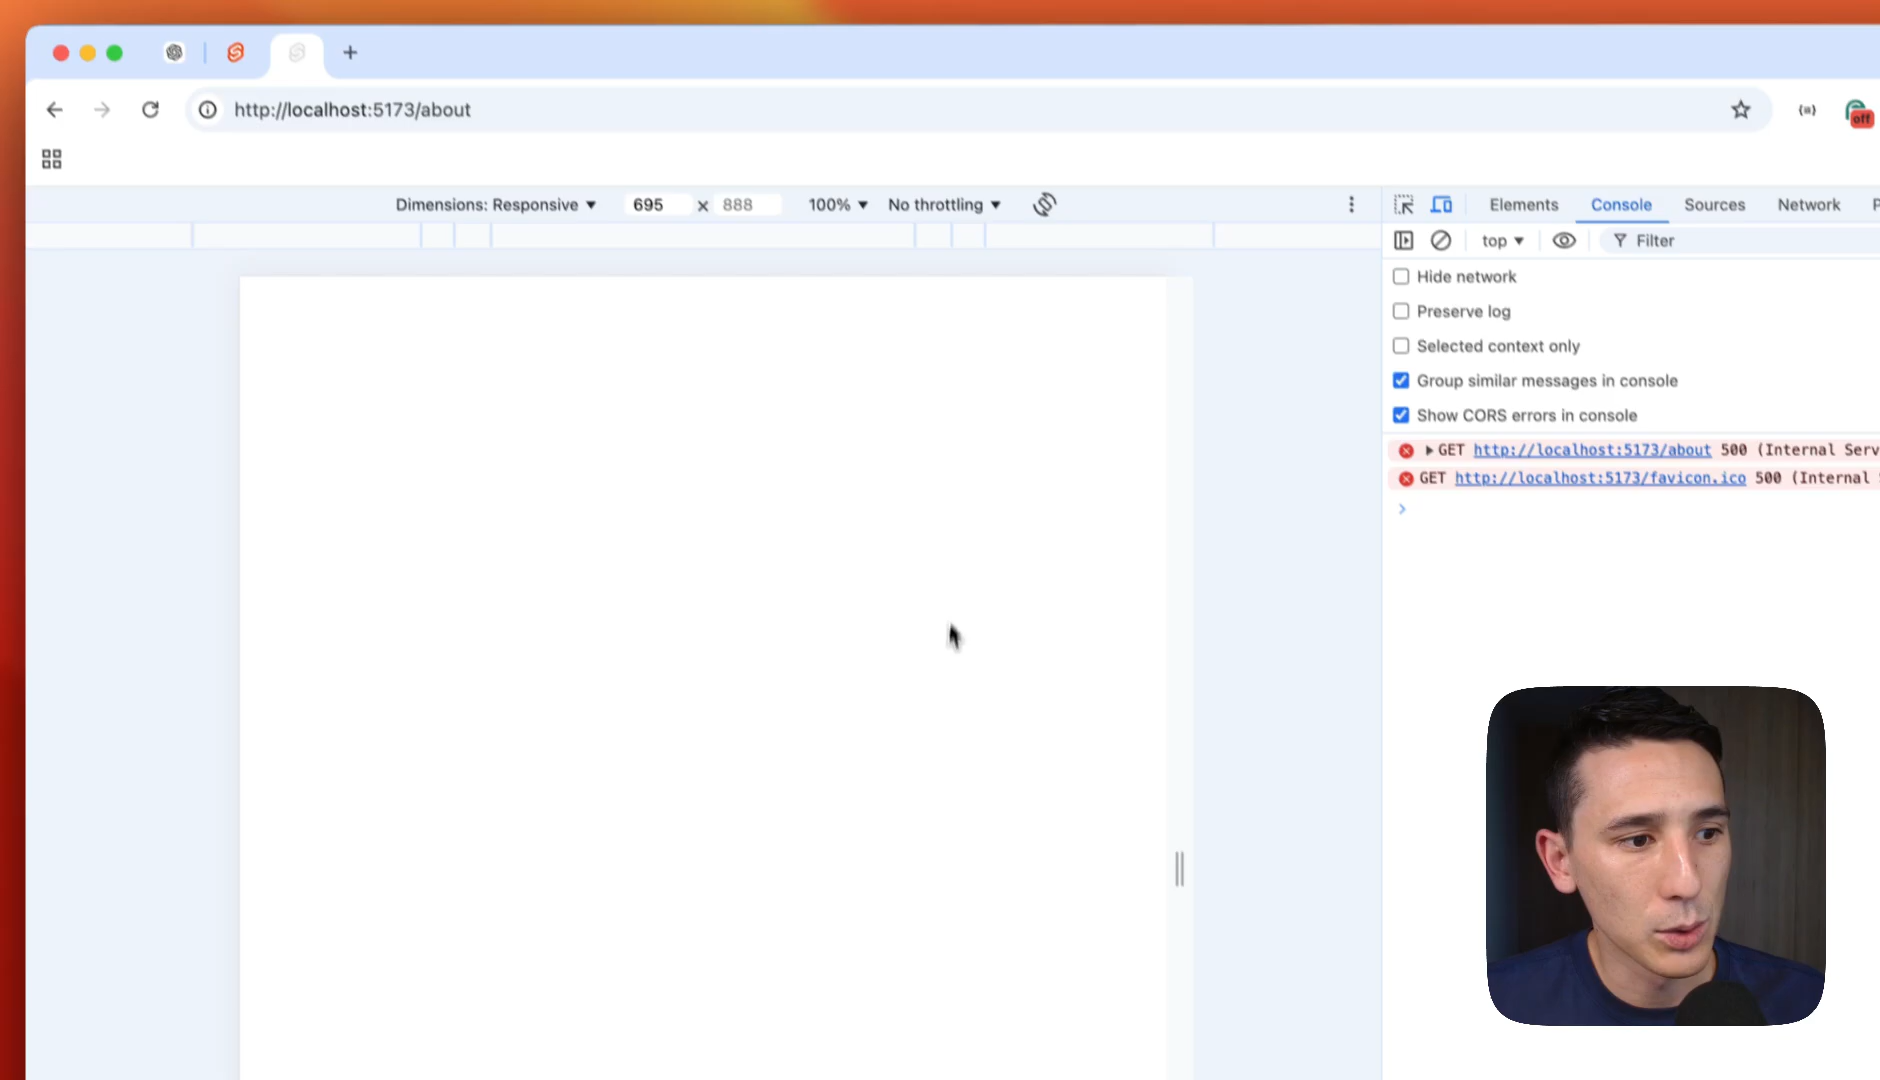 http://localhost:5173/about
off
Dimensions: Responsive 695 x 888 100% No throttling
Elements Console Sources Network
top Filter
Hide network
Preserve log
Selected context only
Group similar messages in console
Show CORS errors in console
GET http://localhost:5173/about 500 (Internal Serv
GET http://localhost:5173/favicon.ico 500 (Internal